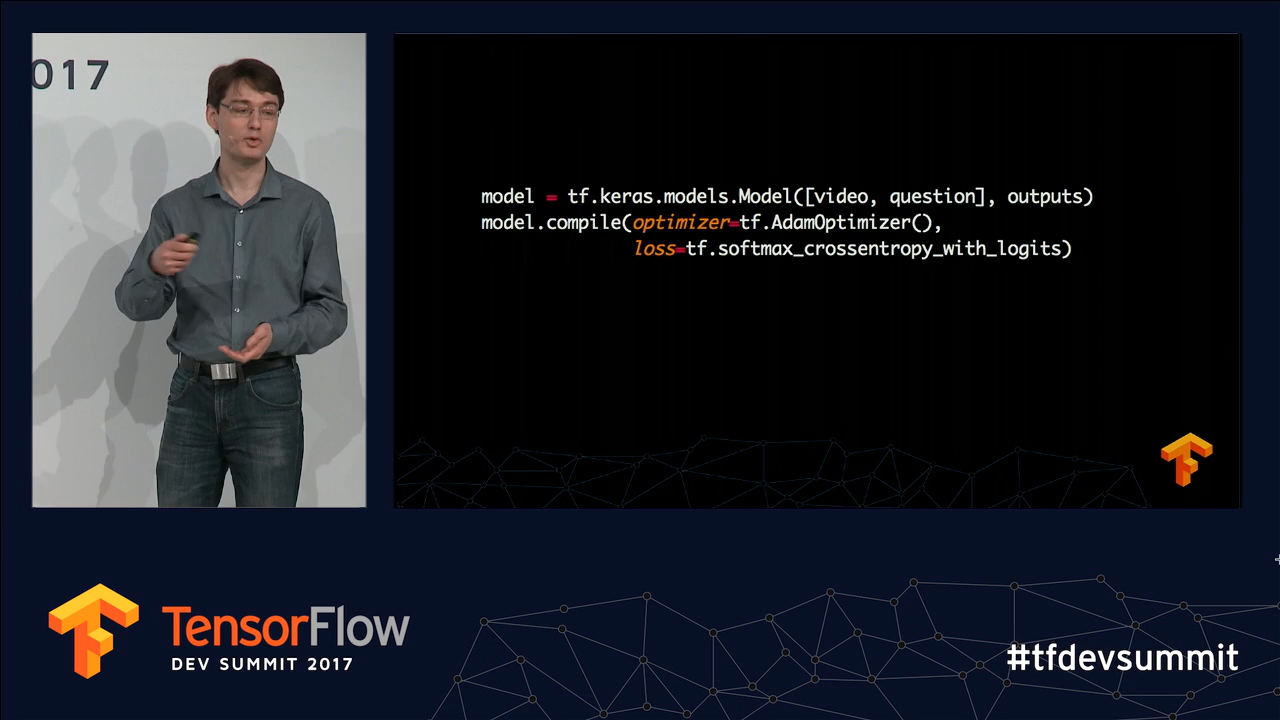 017
model = tf.keras.models.Model([video, question], outputs)
model.compile(optimizer=tf.AdamOptimizer(),
loss=tf.softmax_crossentropy_with_logits)
TensorFlow
DEV SUMMIT 2017
#tfdevsummit